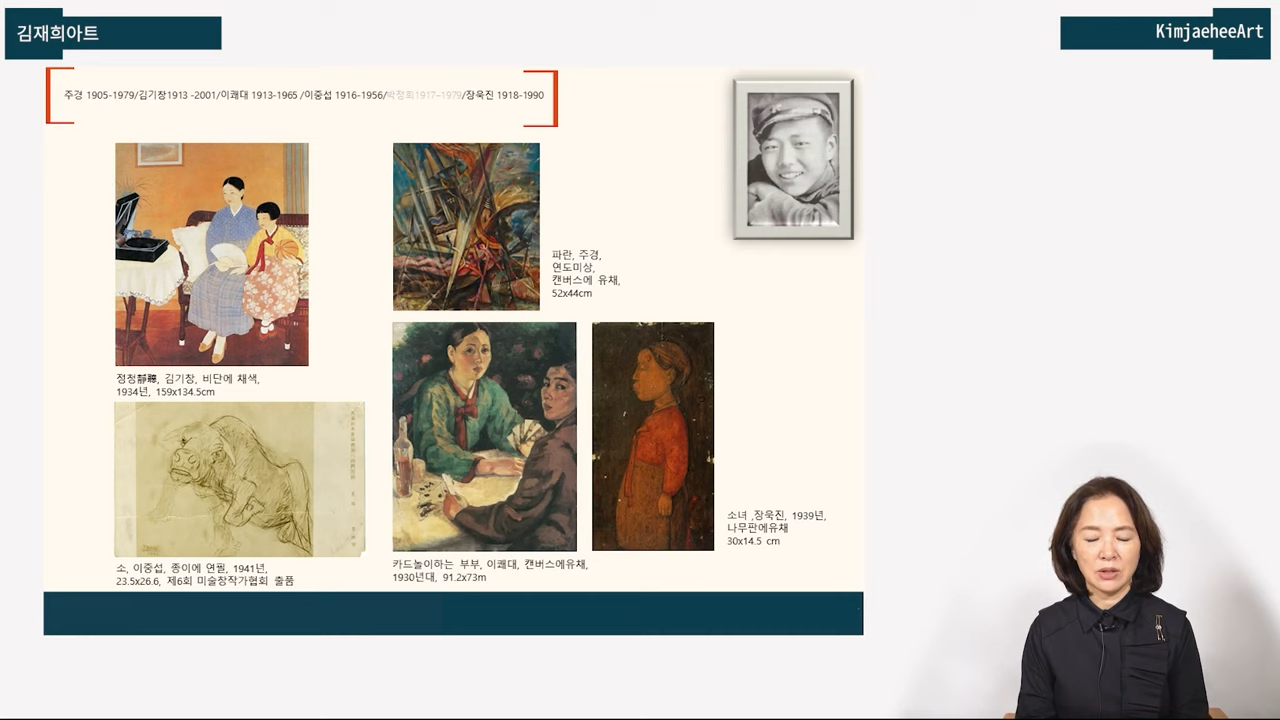 김재희아트
KimjaeheeArt
주경 1905-1979/김기창1913 -2001/이쾌대 1913-1965 /이중섭 1916-1956/박정희1917-1979/장욱진 1918-1990
파란, 주경,
연도미상,
캔버스에 유채,
52x44cm
정청靜聽, 김기창, 비단에 채색,
1934년, 159x134.5cm
소녀 ,장욱진, 1939년,
나무판에유채
30x14.5 cm
소, 이중섭, 종이에 연필, 1941년,
23.5x26.6, 제6회 미술창작가협회 출품
카드놀이하는 부부, 이쾌대, 캔버스에유채,
1930년대, 91.2x73m